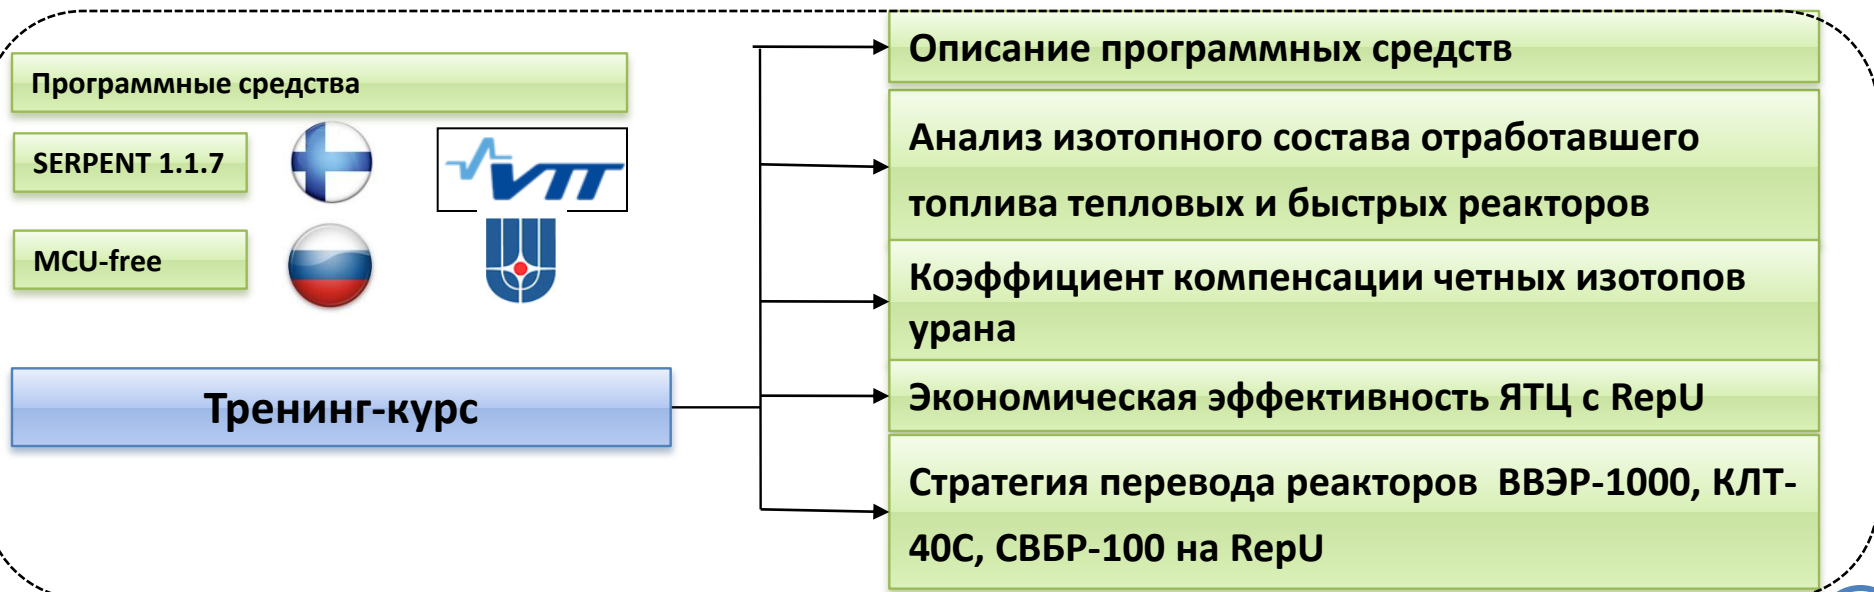 Программные средства
SERPENT 1.1.7
VTT
MCU-free
Тренинг-курс
Описание программных средств
Анализ изотопного состава отработавшего
топлива тепловых и быстрых реакторов
Коэффициент компенсации четных изотопов
урана
Экономическая эффективность ЯТЦ с RepU
Стратегия перевода реакторов ВВЭР-1000, КЛТ-
40С, СВБР-100 на RepU